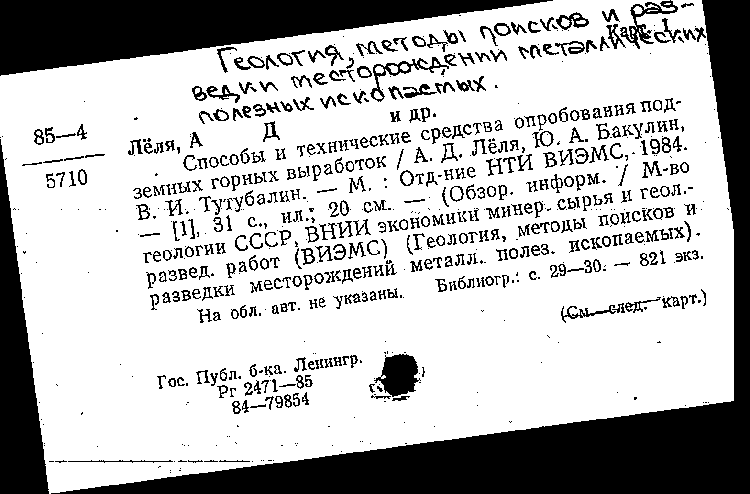 Геология, методы поисков и раз-
Карт. 1
ведки месторождений металлических
полезных ископаемых.
85—4
5710
Лёля, А Д и др.
Способы и технические средства опробования под-
земных горных выработок / А. Д. Лёля, Ю. А. Бакулин,
В. И. Тутубалин. — М. : Отд-ние НТИ ВИЭМС, 1984.
— [1], 31 с., ил.; 20 см. — (Обзор. информ. / М-во
геологии СССР, ВНИИ экономики минер. сырья и геол.-
развед. работ (ВИЭМС) (Геология, методы поисков и
разведки месторождений металл. полез. ископаемых).
На обл. авт. не указаны. Библиогр.: с. 29—30. — 821 экз.
(См. след. карт.)
Гос. Публ. б-ка. Ленингр.
Рг 2471—85
84—79854